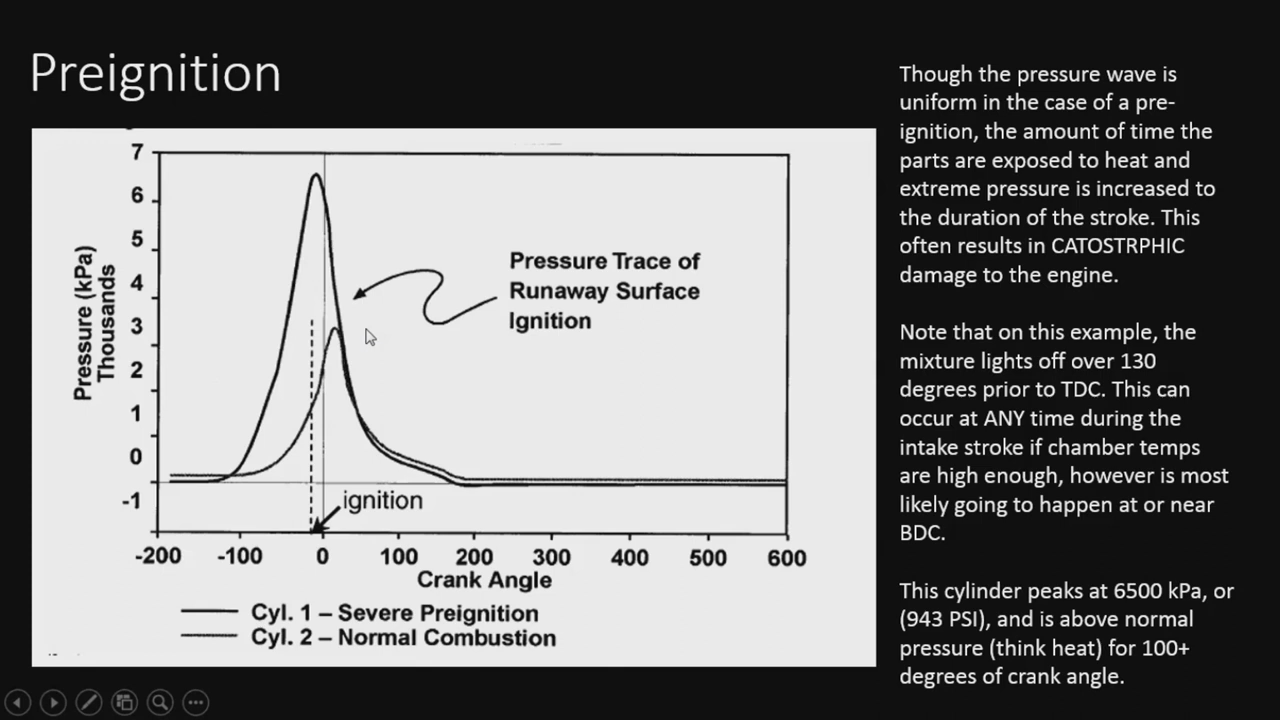 Preignition
7
6
5
4
3
2
1
0
-1
Pressure (kPa)
Thousands
Pressure Trace of
Runaway Surface
Ignition
ignition
-200 -100 0 100 200 300 400 500 600
Crank Angle
Cyl. 1 – Severe Preignition
Cyl. 2 – Normal Combustion
Though the pressure wave is
uniform in the case of a pre-
ignition, the amount of time the
parts are exposed to heat and
extreme pressure is increased to
the duration of the stroke. This
often results in CATOSTRPHIC
damage to the engine.
Note that on this example, the
mixture lights off over 130
degrees prior to TDC. This can
occur at ANY time during the
intake stroke if chamber temps
are high enough, however is most
likely going to happen at or near
BDC.
This cylinder peaks at 6500 kPa, or
(943 PSI), and is above normal
pressure (think heat) for 100+
degrees of crank angle.